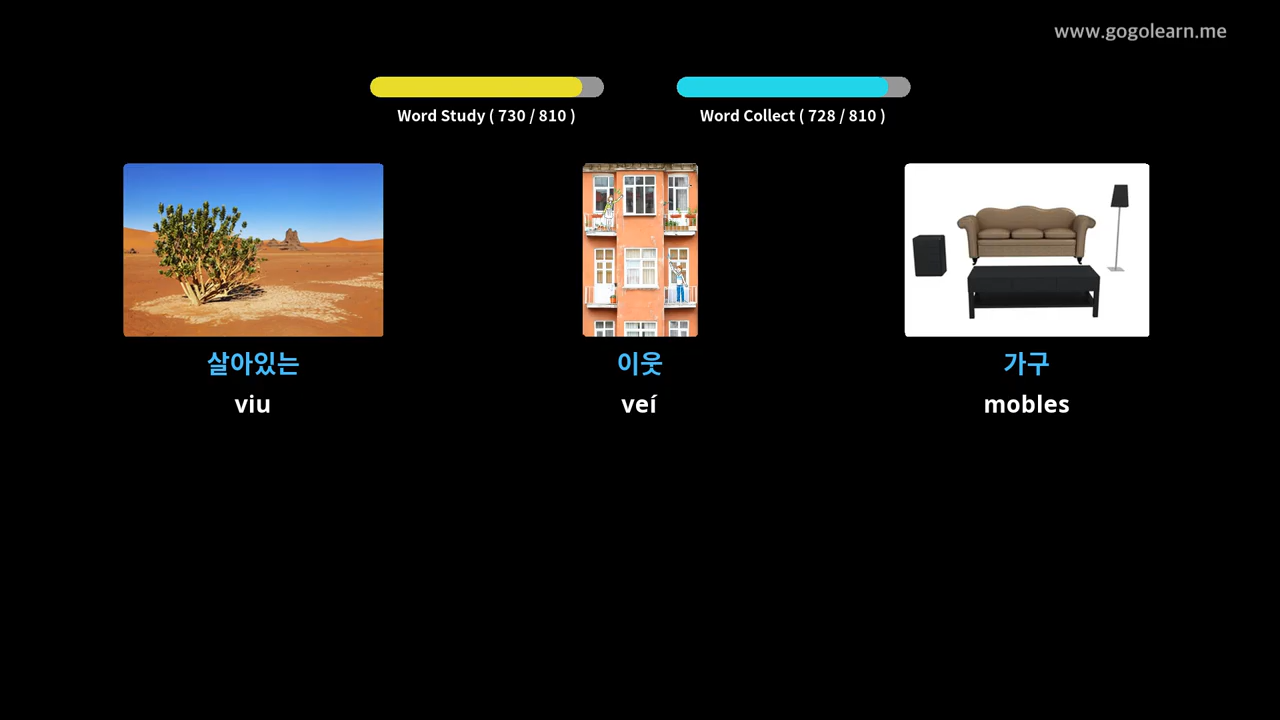 www.gogolearn.me
Word Study ( 730 / 810 )
Word Collect ( 728 / 810 )
살아있는
viu
이웃
veí
가구
mobles